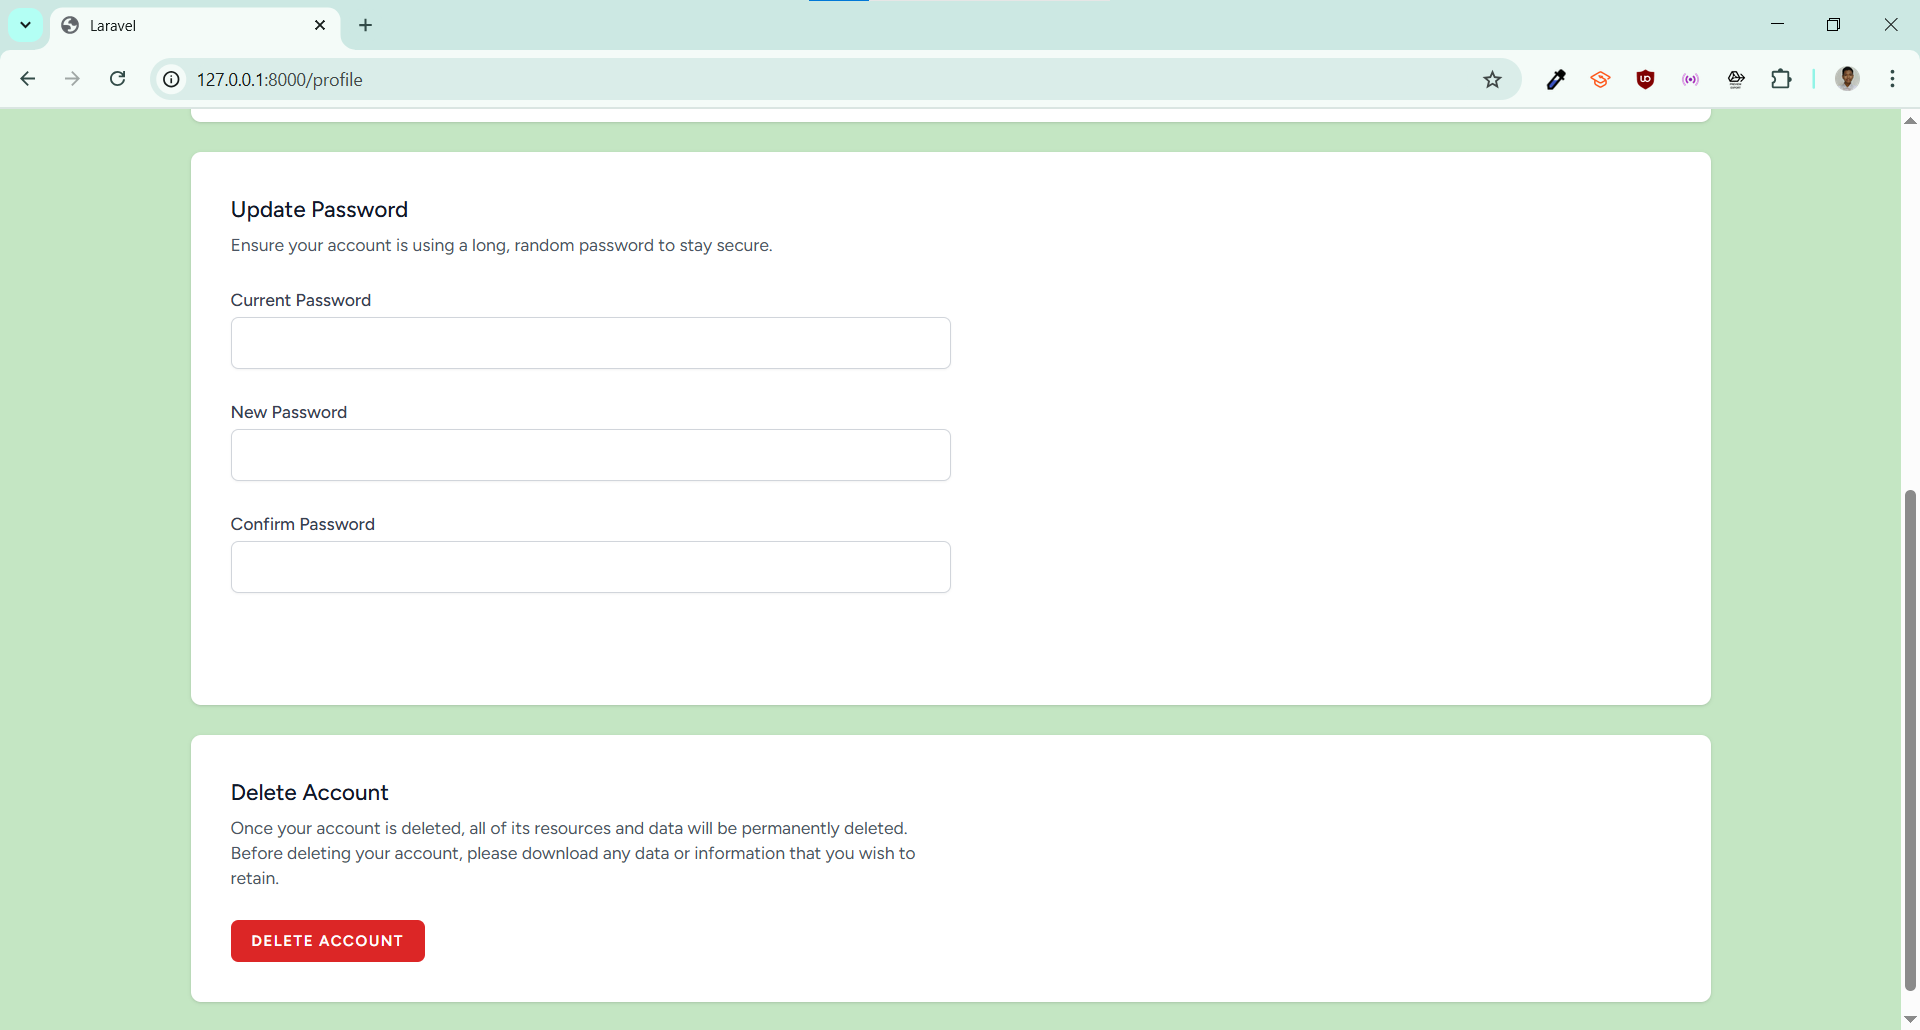 Laravel
127.0.0.1:8000/profile
Update Password
Ensure your account is using a long, random password to stay secure.
Current Password
New Password
Confirm Password
Delete Account
Once your account is deleted, all of its resources and data will be permanently deleted.
Before deleting your account, please download any data or information that you wish to
retain.
DELETE ACCOUNT